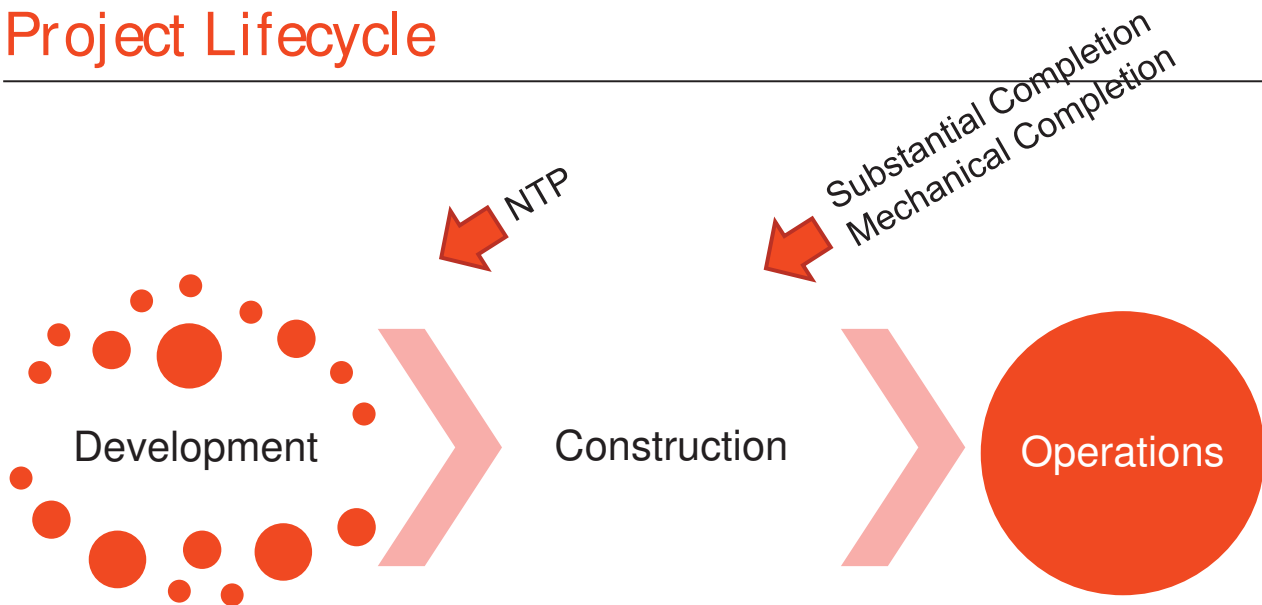 Project Lifecycle
Substantial Completion
Mechanical Completion
NTP
Development
Construction
Operations